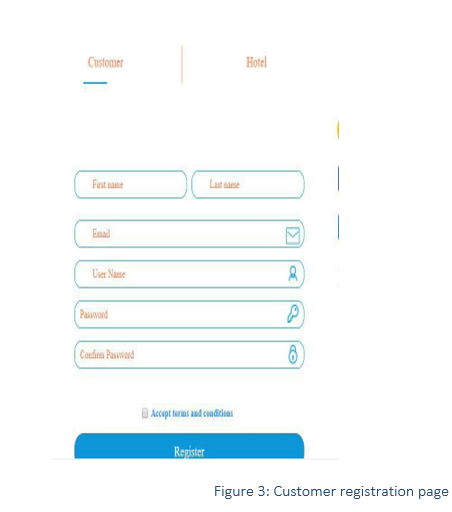 Customer Hotel
First name Last name
Email
User Name
Password
Confirm Password
Accept terms and conditions
Register
Figure 3: Customer registration page